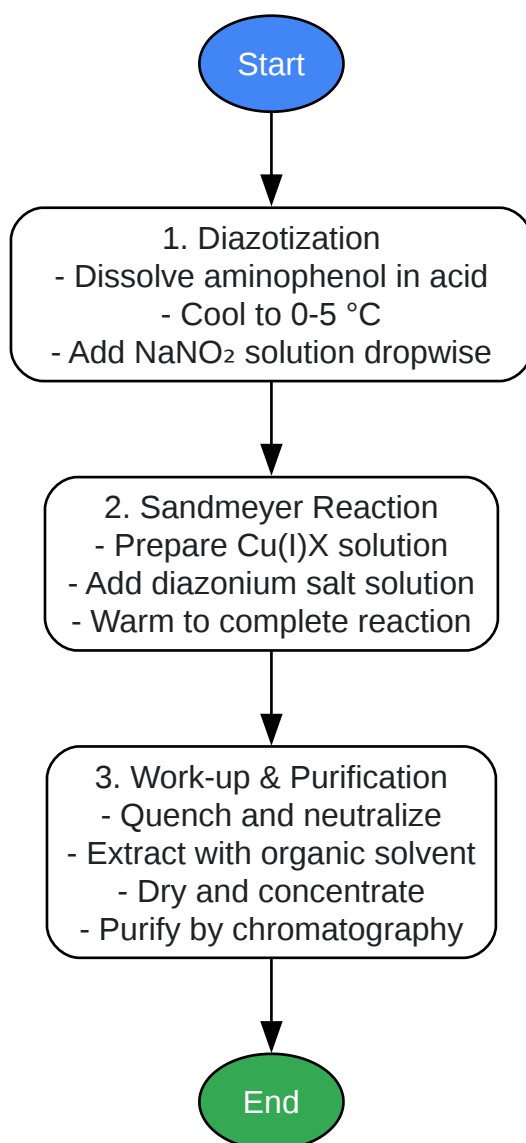 Start
1. Diazotization
- Dissolve aminophenol in acid
- Cool to 0-5 °C
- Add NaNO₂ solution dropwise
2. Sandmeyer Reaction
- Prepare Cu(I)X solution
- Add diazonium salt solution
- Warm to complete reaction
3. Work-up & Purification
- Quench and neutralize
- Extract with organic solvent
- Dry and concentrate
- Purify by chromatography
End